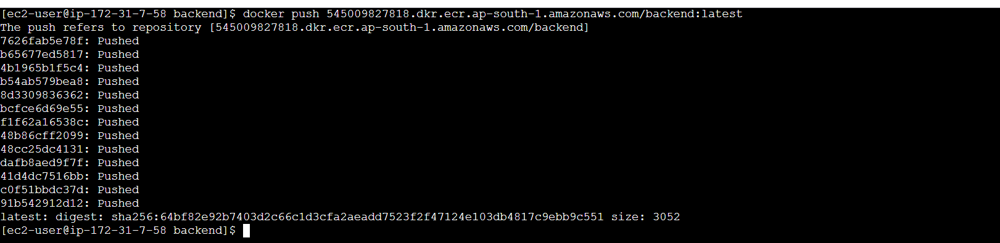 [ec2-user@ip-172-31-7-58 backend]$ docker push 545009827818.dkr.ecr.ap-south-1.amazonaws.com/backend:latest
The push refers to repository [545009827818.dkr.ecr.ap-south-1.amazonaws.com/backend]
7626fab5e78f: Pushed
b65677ed5817: Pushed
4b1965b1f5c4: Pushed
b54ab579bea8: Pushed
8d3309836362: Pushed
bcfce6d69e55: Pushed
f1f62a16538c: Pushed
48b86cff2099: Pushed
48cc25dc4131: Pushed
dafb8aed9f7f: Pushed
41d4dc7516bb: Pushed
c0f51bbdc37d: Pushed
91b542912d12: Pushed
latest: digest: sha256:64bf82e92b7403d2c66c1d3cfa2aeadd7523f2f47124e103db4817c9ebb9c551 size: 3052
[ec2-user@ip-172-31-7-58 backend]$